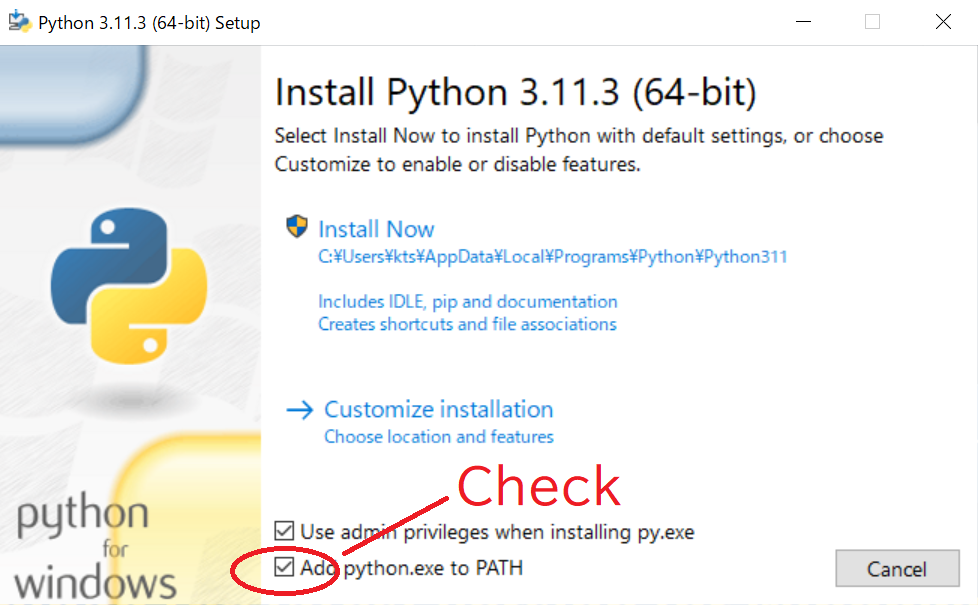 Python 3.11.3 (64-bit) Setup
Install Python 3.11.3 (64-bit)
Select Install Now to install Python with default settings, or choose
Customize to enable or disable features.
Install Now
C:¥Users¥kts¥AppData¥Local¥Programs¥Python¥Python311
Includes IDLE, pip and documentation
Creates shortcuts and file associations
Customize installation
Choose location and features
Check
Use admin privileges when installing py.exe
Add python.exe to PATH
Cancel
python
for
windows